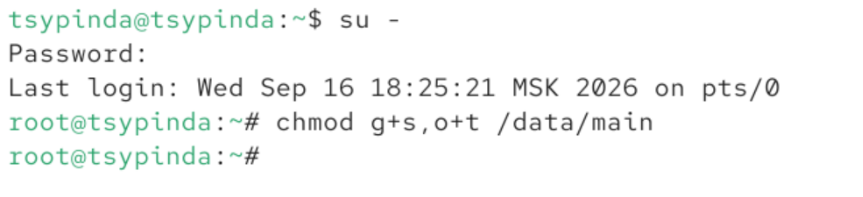 tsypinda@tsypinda:~$ su -
Password:
Last login: Wed Sep 16 18:25:21 MSK 2026 on pts/0
root@tsypinda:~# chmod g+s,o+t /data/main
root@tsypinda:~#